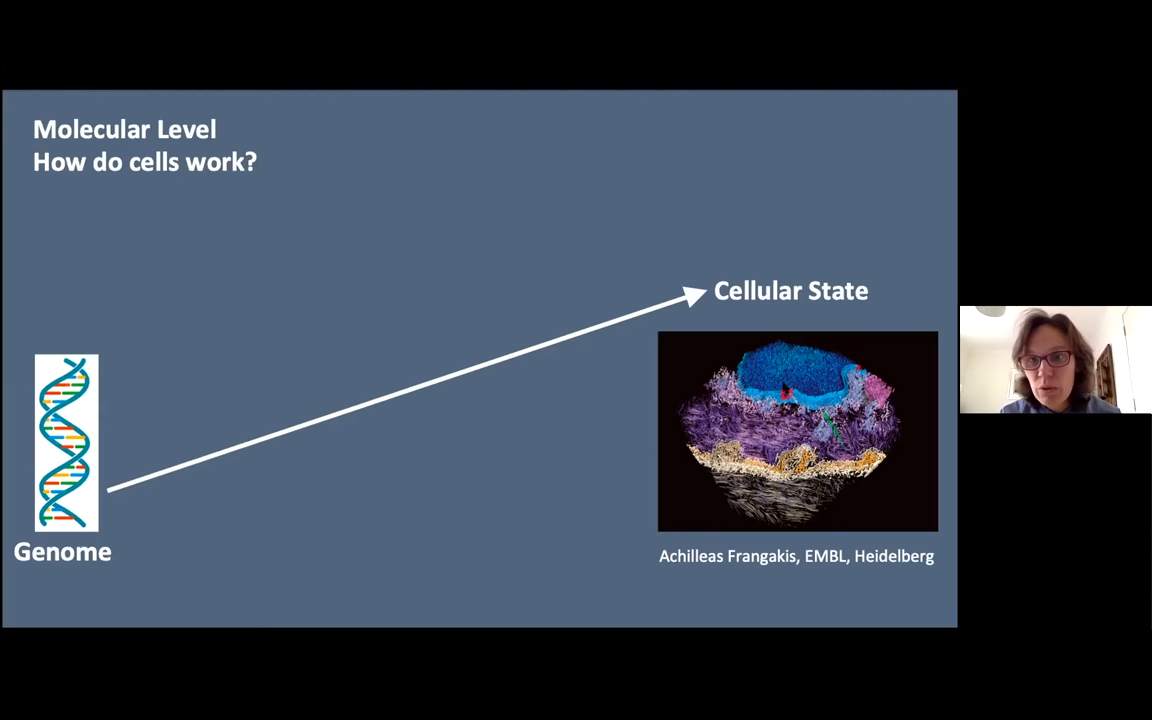 Molecular Level
How do cells work?
Cellular State
Genome
Achilleas Frangakis, EMBL, Heidelberg